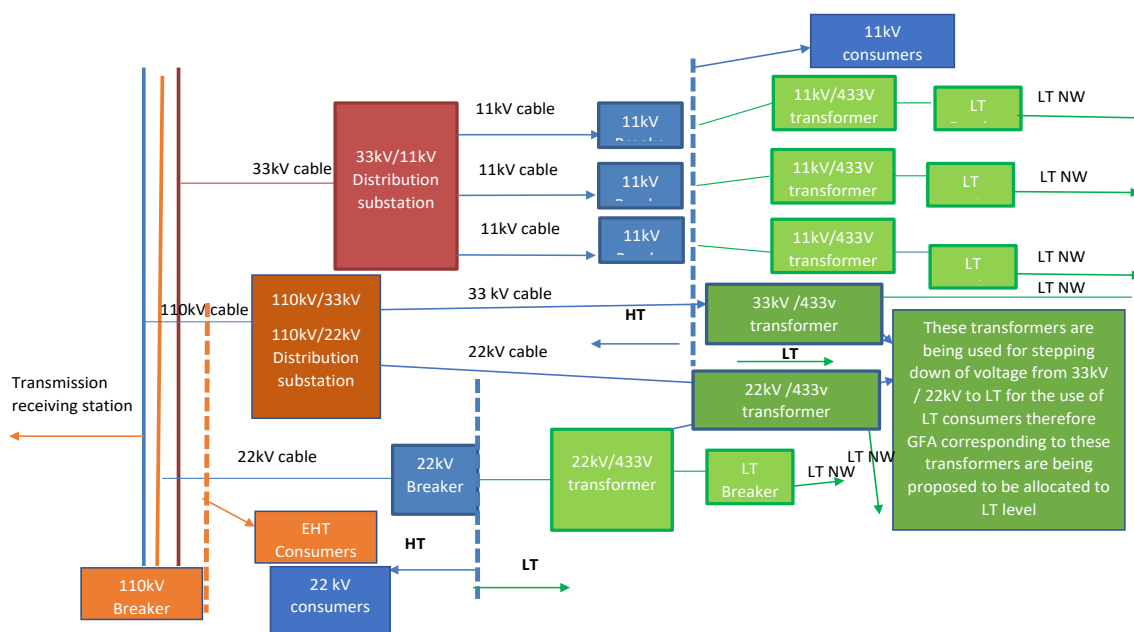 11kV
consumers
11kV cable
11kV
11kV/433V
transformer
LT
LT NW
33kV cable
33kV/11kV
Distribution
substation
11kV cable
11kV
11kV/433V
transformer
LT
LT NW
11kV cable
11kV
11kV/433V
transformer
LT
LT NW
110kV cable
110kV/33kV
110kV/22kV
Distribution
substation
33 kV cable
HT
33kV /433v
transformer
LT NW
LT
22kV cable
22kV /433v
transformer
These transformers are
being used for stepping
down of voltage from 33kV
/ 22kV to LT for the use of
LT consumers therefore
GFA corresponding to these
transformers are being
proposed to be allocated to
LT level
Transmission
receiving station
22kV cable
22kV
Breaker
22kV/433V
transformer
LT
Breaker
LT NW
LT NW
EHT
Consumers
HT
LT
110kV
Breaker
22 kV
consumers